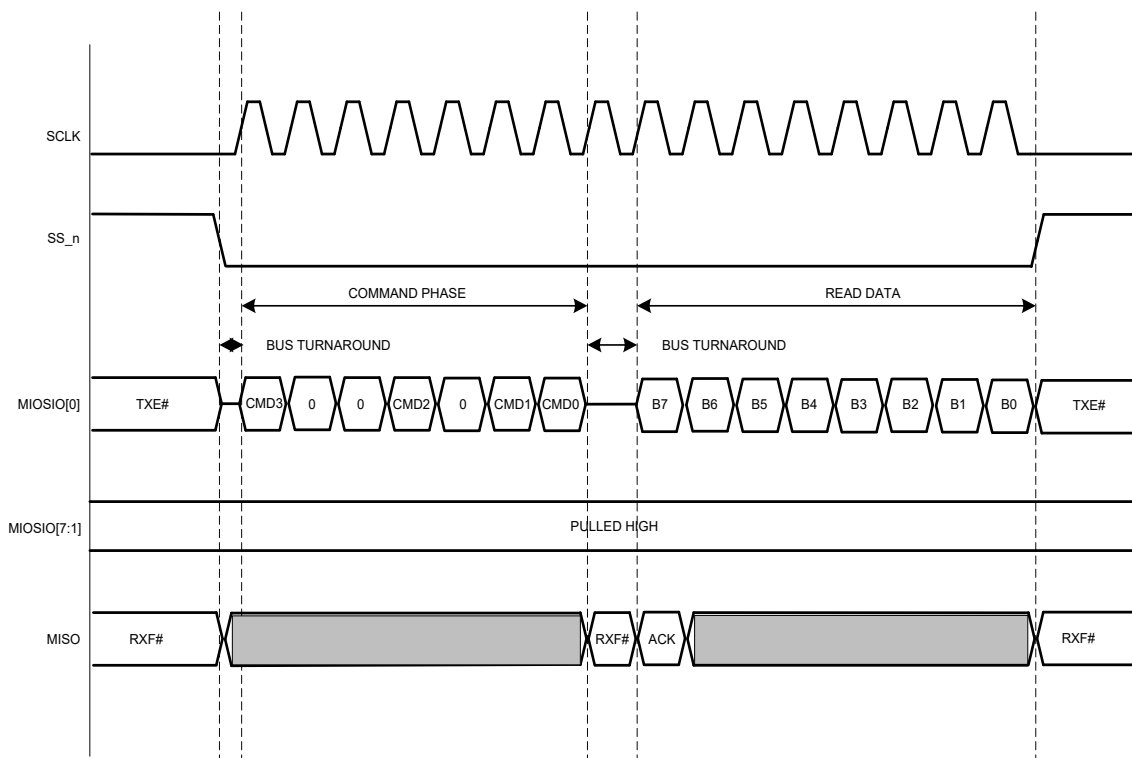 SCLK
SS_n
COMMAND PHASE
READ DATA
BUS TURNAROUND
BUS TURNAROUND
MIOSIO[0]
TXE# CMD3 0 0 CMD2 0 CMD1 CMD0 B7 B6 B5 B4 B3 B2 B1 B0 TXE#
MIOSIO[7:1]
PULLED HIGH
MISO
RXF# RXF# ACK RXF#